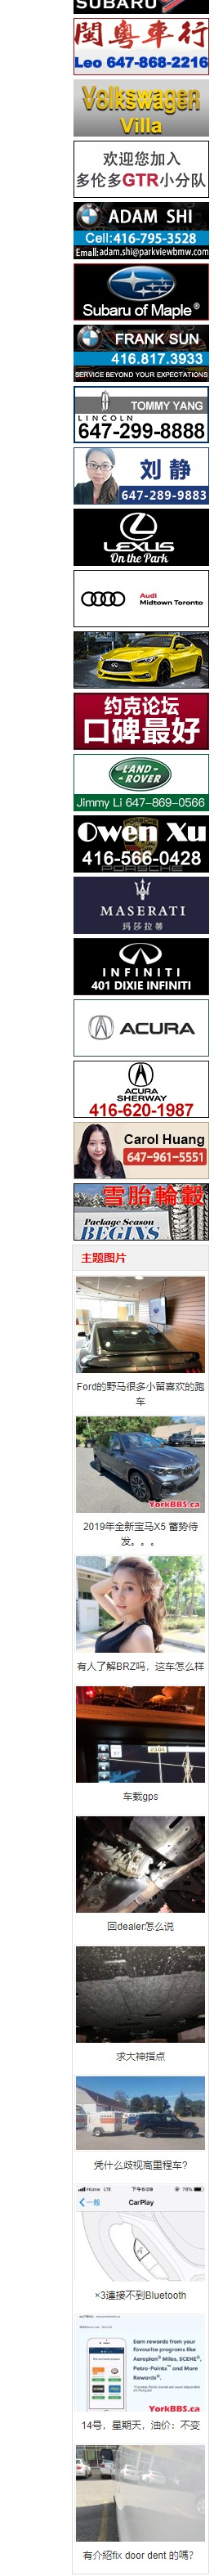 SUBARU
閩粵車行
Leo 647-868-2216
Volkswagen
Villa
欢迎您加入
多伦多GTR小分队
ADAM SHI
Cell:416-795-3528
Email:adam.shi@parkviewbmw.com
SUBARU
Subaru of Maple®
FRANK SUN
416.817.3933
SERVICE BEYOND YOUR EXPECTATIONS
TOMMY YANG
LINCOLN
647-299-8888
刘 静
647-289-9883
LEXUS
On the Park
Audi
Midtown Toronto
约克论坛
口碑最好
LAND-
ROVER
Jimmy Li 647-869-0566
Owen Xu
416-566-0428
PORSCHE
MASERATI
玛莎拉蒂
INFINITI
401 DIXIE INFINITI
ACURA
ACURA
SHERWAY
416-620-1987
Carol Huang
647-961-5551
雪胎輪轂
Package Season
BEGINS
主题图片
Ford的野马很多小留喜欢的跑
车
YorkBBS.ca
2019年全新宝马X5 蓄势待
发。。。
有人了解BRZ吗，这车怎么样
车载gps
回dealer怎么说
求大神指点
凭什么歧视高里程车?
Home LTE 下午6:09 79%
一般 CarPlay
×3連接不到Bluetooth
Earn rewards from your
favourite programs like
Aeroplan® Miles, SCENE®,
Petro-Points™ and More
Rewards®.
YorkBBS.ca
14号，星期天，油价：不变
有介紹fix door dent 的嗎?